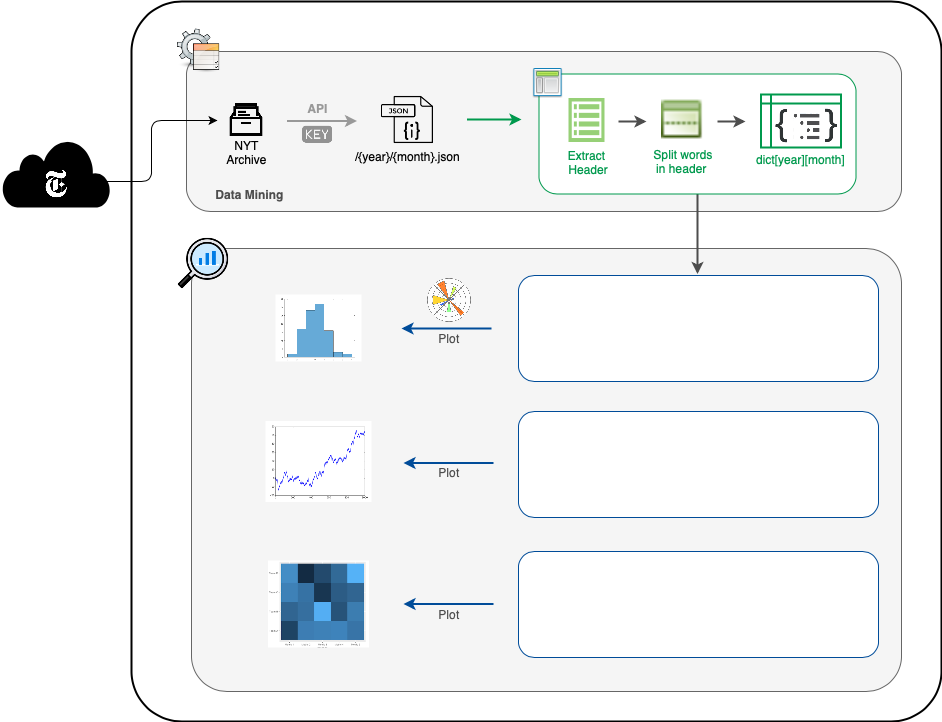 API
KEY
NYT
Archive
JSON
{i}
/{year}/{month}.json
Extract
Header
Split words
in header
dict[year][month]
Data Mining
Plot
Plot
Plot